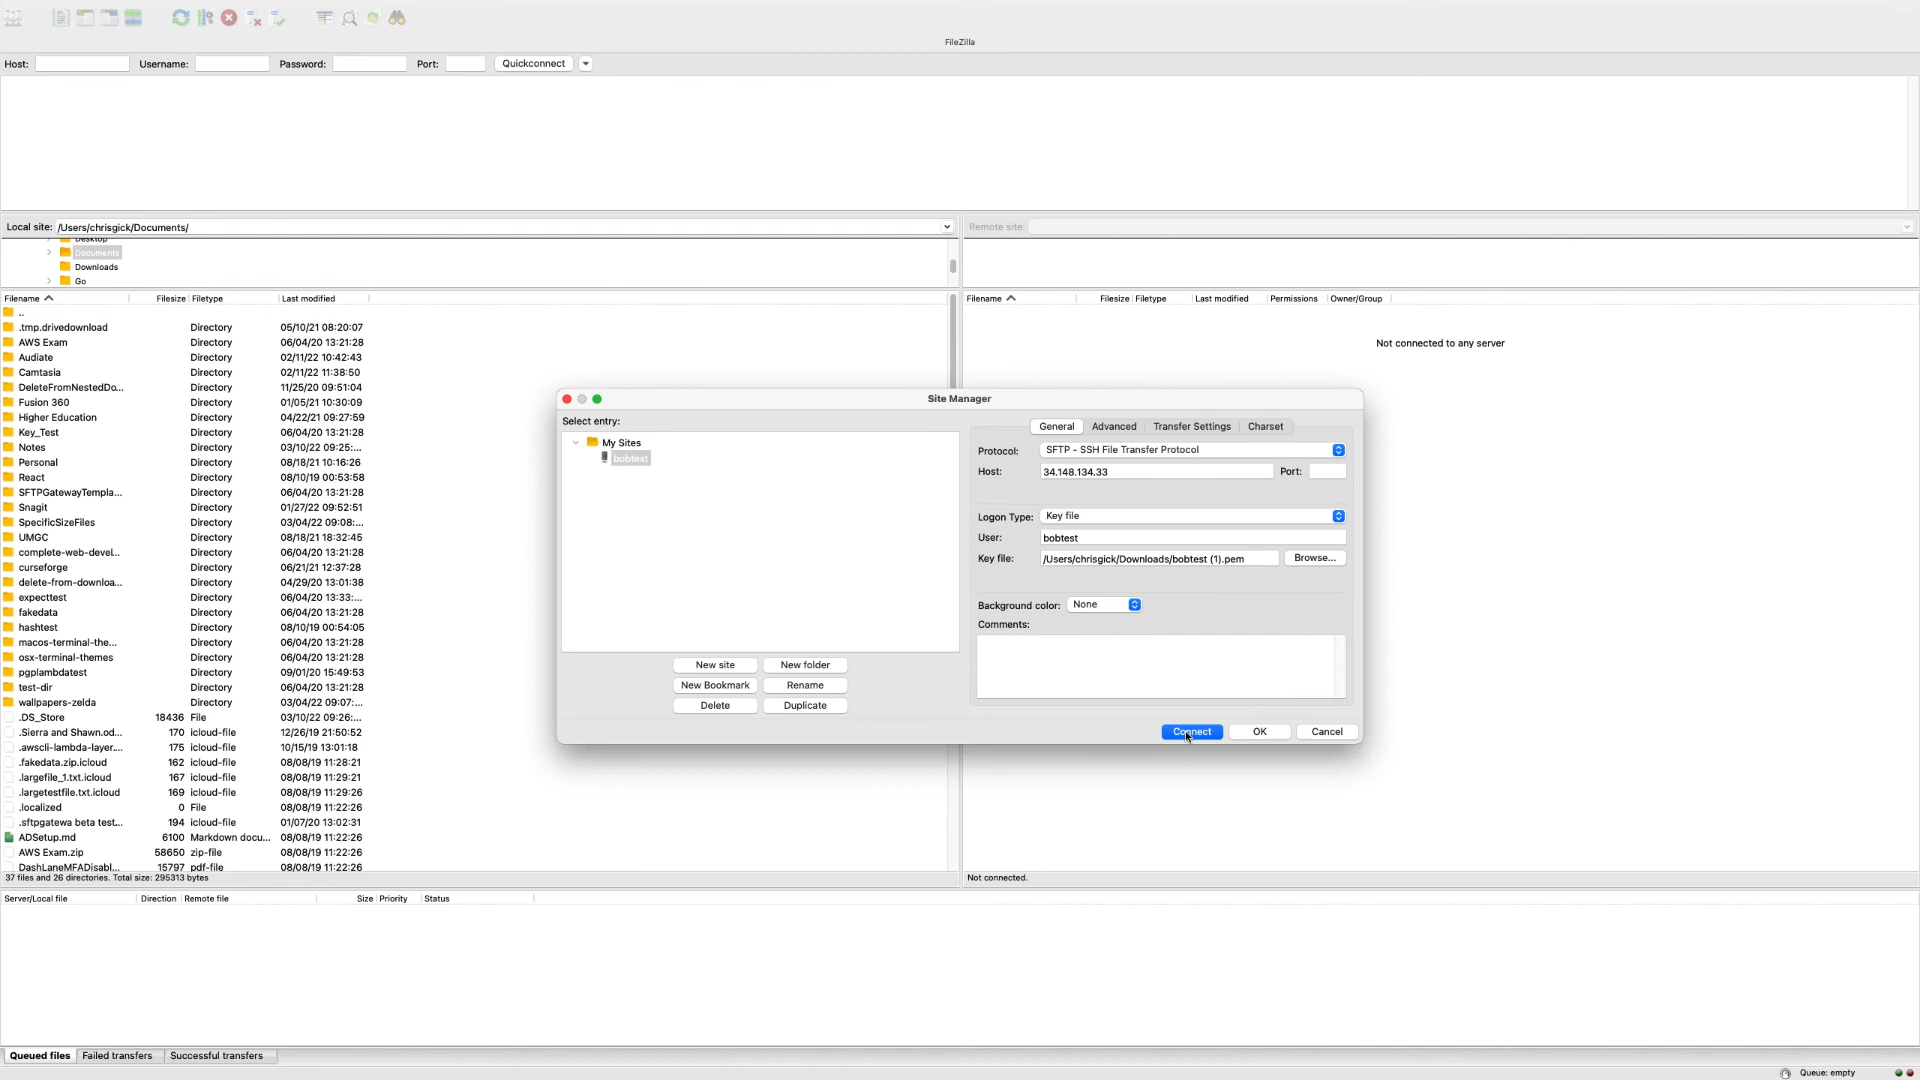 FileZilla
Host: Username: Password: Port: Quickconnect
Local site: /Users/chrisgick/Documents/
Remote site:
Desktop
Documents
Downloads
Go
Filename Filesize Filetype Last modified
Filename Filesize Filetype Last modified Permissions Owner/Group
..
.tmp.drivedownload Directory 05/10/21 08:20:07
AWS Exam Directory 06/04/20 13:21:28
Audiate Directory 02/11/22 10:42:43
Camtasia Directory 02/11/22 11:38:50
DeleteFromNestedDo... Directory 11/25/20 09:51:04
Fusion 360 Directory 01/05/21 10:30:09
Higher Education Directory 04/22/21 09:27:59
Key_Test Directory 06/04/20 13:21:28
Notes Directory 03/10/22 09:25:...
Personal Directory 08/18/21 10:16:26
React Directory 08/10/19 00:53:58
SFTPGatewayTempla... Directory 06/04/20 13:21:28
Snagit Directory 01/27/22 09:52:51
SpecificSizeFiles Directory 03/04/22 09:08:...
UMGC Directory 08/18/21 18:32:45
complete-web-devel... Directory 06/04/20 13:21:28
curseforge Directory 06/21/21 12:37:28
delete-from-downloa... Directory 04/29/20 13:01:38
expecttest Directory 06/04/20 13:33:...
fakedata Directory 06/04/20 13:21:28
hashtest Directory 08/10/19 00:54:05
macos-terminal-the... Directory 06/04/20 13:21:28
osx-terminal-themes Directory 06/04/20 13:21:28
pgplambdatest Directory 09/01/20 15:49:53
test-dir Directory 06/04/20 13:21:28
wallpapers-zelda Directory 03/04/22 09:07:...
.DS_Store 18436 File 03/10/22 09:26:...
.Sierra and Shawn.od... 170 icloud-file 12/26/19 21:50:52
.awscli-lambda-layer.... 175 icloud-file 10/15/19 13:01:18
.fakedata.zip.icloud 162 icloud-file 08/08/19 11:28:21
.largefile_1.txt.icloud 167 icloud-file 08/08/19 11:29:21
.largetestfile.txt.icloud 169 icloud-file 08/08/19 11:29:26
.localized 0 File 08/08/19 11:22:26
.sftpgatewa beta test... 194 icloud-file 01/07/20 13:02:31
ADSetup.md 6100 Markdown docu... 08/08/19 11:22:26
AWS Exam.zip 58650 zip-file 08/08/19 11:22:26
DashLaneMFADisabl... 15797 pdf-file 08/08/19 11:22:26
37 files and 26 directories. Total size: 295313 bytes
Not connected to any server
Not connected.
Site Manager
Select entry:
My Sites
bobtest
New site New folder
New Bookmark Rename
Delete Duplicate
General Advanced Transfer Settings Charset
Protocol: SFTP - SSH File Transfer Protocol
Host: 34.148.134.33 Port:
Logon Type: Key file
User: bobtest
Key file: /Users/chrisgick/Downloads/bobtest (1).pem Browse...
Background color: None
Comments:
Connect OK Cancel
Server/Local file Direction Remote file Size Priority Status
Queued files Failed transfers Successful transfers
Queue: empty